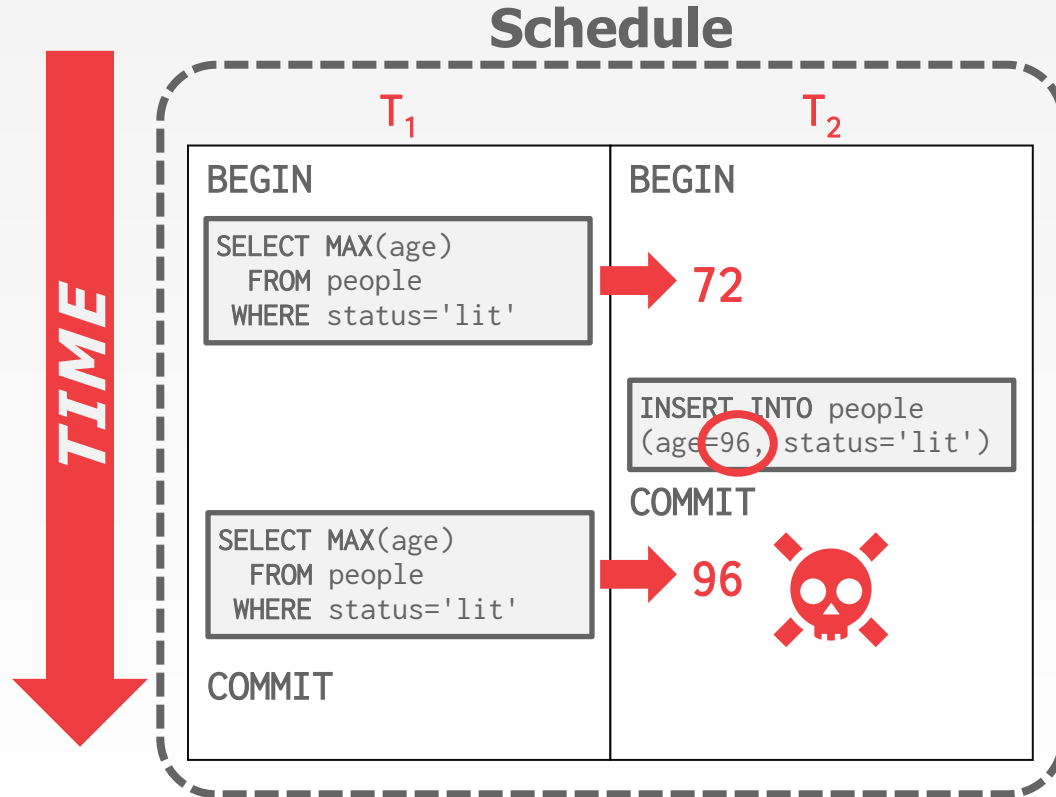 Schedule
TIME
T₁ T₂
BEGIN BEGIN
SELECT MAX(age)
FROM people
WHERE status='lit'
72
INSERT INTO people
(age=96, status='lit')
COMMIT
SELECT MAX(age)
FROM people
WHERE status='lit'
96
COMMIT